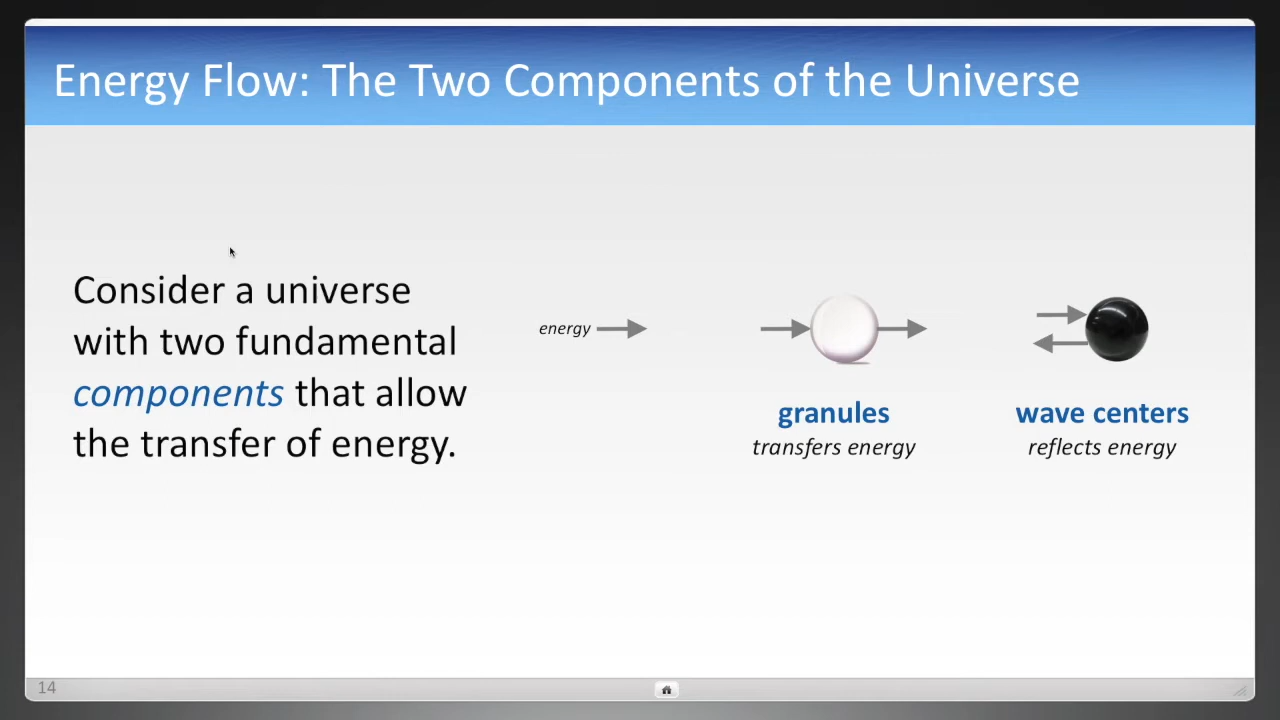 Energy Flow: The Two Components of the Universe
Consider a universe
with two fundamental
components that allow
the transfer of energy.
energy
granules
transfers energy
wave centers
reflects energy
14